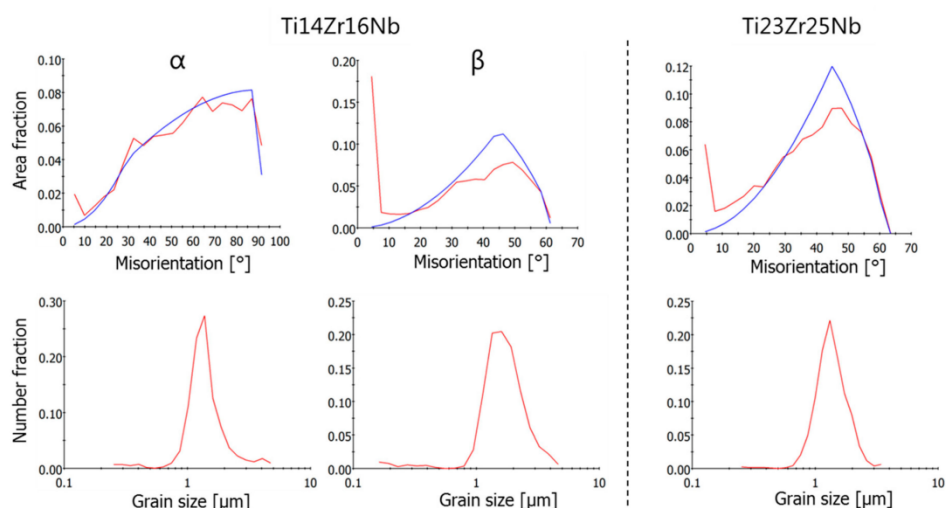 Ti14Zr16Nb
Ti23Zr25Nb
α
β
Area fraction
0.10
0.08
0.06
0.04
0.02
0.00
0 10 20 30 40 50 60 70 80 90 100
Misorientation [°]
0.20
0.15
0.10
0.05
0.00
0 10 20 30 40 50 60 70
Misorientation [°]
0.12
0.10
0.08
0.06
0.04
0.02
0.00
0 10 20 30 40 50 60 70
Misorientation [°]
Number fraction
0.30
0.20
0.10
0.00
0.1 1 10
Grain size [µm]
0.25
0.20
0.15
0.10
0.05
0.00
0.1 1 10
Grain size [µm]
0.25
0.20
0.15
0.10
0.05
0.00
0.1 1 10
Grain size [µm]